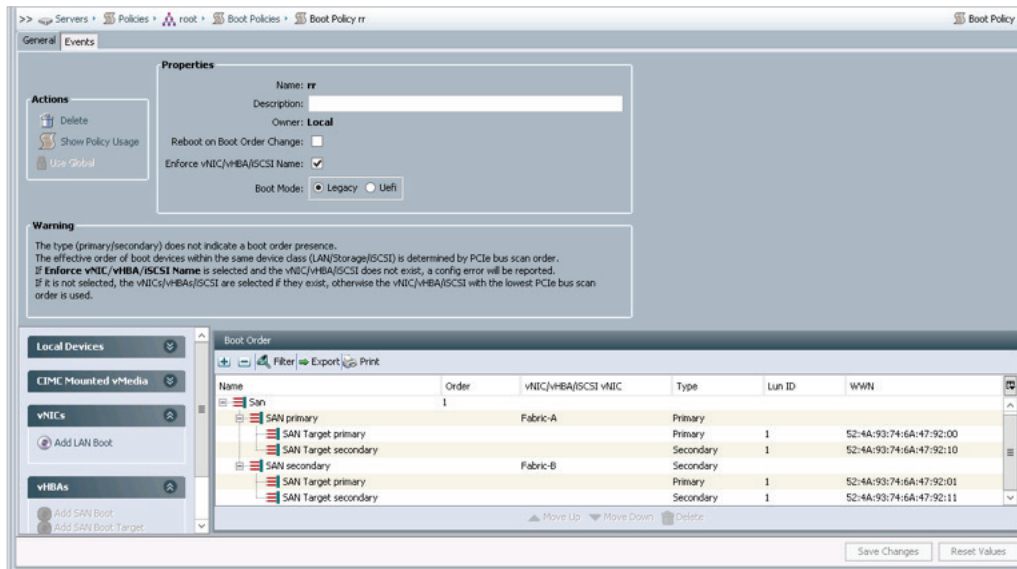 >> Servers Policies root Boot Policies Boot Policy rr Boot Policy
General Events
Properties
Name: rr
Description:
Owner: Local
Reboot on Boot Order Change:
Enforce vNIC/vHBA/iSCSI Name:
Boot Mode: Legacy Uefi
Actions
Delete
Show Policy Usage
Use Global
Warning
The type (primary/secondary) does not indicate a boot order presence.
The effective order of boot devices within the same device class (LAN/Storage/iSCSI) is determined by PCIe bus scan order.
If Enforce vNIC/vHBA/iSCSI Name is selected and the vNIC/vHBA/iSCSI does not exist, a config error will be reported.
If it is not selected, the vNICs/vHBAs/iSCSI are selected if they exist, otherwise the vNIC/vHBA/iSCSI with the lowest PCIe bus scan
order is used.
Local Devices
CIMC Mounted vMedia
vNICs
Add LAN Boot
vHBAs
Add SAN Boot
Add SAN Boot Target
Boot Order
Filter Export Print
Name Order vNIC/vHBA/iSCSI vNIC Type Lun ID WWN
San 1
SAN primary Fabric-A Primary
SAN Target primary Primary 1 52:4A:93:74:6A:47:92:00
SAN Target secondary Secondary 1 52:4A:93:74:6A:47:92:10
SAN secondary Fabric-B Secondary
SAN Target primary Primary 1 52:4A:93:74:6A:47:92:01
SAN Target secondary Secondary 1 52:4A:93:74:6A:47:92:11
Move Up Move Down Delete
Save Changes Reset Values